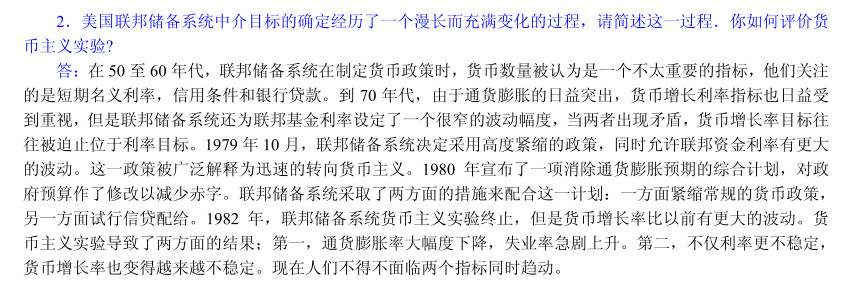 2．美国联邦储备系统中介目标的确定经历了一个漫长而充满变化的过程，请简述这一过程．你如何评价货
币主义实验?
答：在 50 至 60 年代，联邦储备系统在制定货币政策时，货币数量被认为是一个不太重要的指标，他们关注
的是短期名义利率，信用条件和银行贷款。到 70 年代，由于通货膨胀的日益突出，货币增长利率指标也日益受
到重视，但是联邦储备系统还为联邦基金利率设定了一个很窄的波动幅度，当两者出现矛盾，货币增长率目标往
往被迫止位于利率目标。1979 年 10 月，联邦储备系统决定采用高度紧缩的政策，同时允许联邦资金利率有更大
的波动。这一政策被广泛解释为迅速的转向货币主义。1980 年宣布了一项消除通货膨胀预期的综合计划，对政
府预算作了修改以减少赤字。联邦储备系统采取了两方面的措施来配合这一计划：一方面紧缩常规的货币政策，
另一方面试行信贷配给。1982 年，联邦储备系统货币主义实验终止，但是货币增长率比以前有更大的波动。货
币主义实验导致了两方面的结果；第一，通货膨胀率大幅度下降，失业率急剧上升。第二，不仅利率更不稳定，
货币增长率也变得越来越不稳定。现在人们不得不面临两个指标同时趋动。